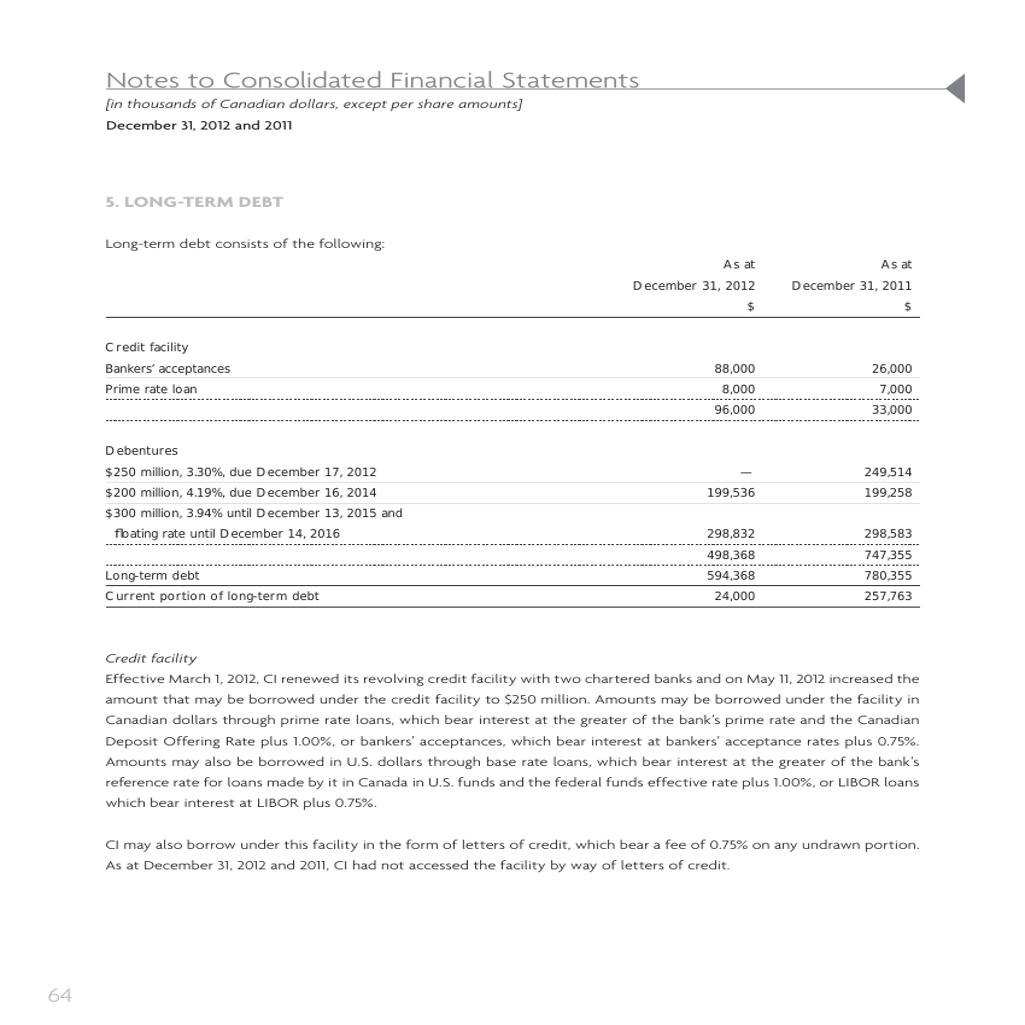 Notes to Consolidated Financial Statements
[in thousands of Canadian dollars, except per share amounts]
December 31, 2012 and 2011
5. LONG-TERM DEBT
Long-term debt consists of the following:
As at As at
December 31, 2012 December 31, 2011
$ $
Credit facility
Bankers' acceptances 88,000 26,000
Prime rate loan 8,000 7,000
96,000 33,000
Debentures
$250 million, 3.30%, due December 17, 2012 — 249,514
$200 million, 4.19%, due December 16, 2014 199,536 199,258
$300 million, 3.94% until December 13, 2015 and
floating rate until December 14, 2016 298,832 298,583
498,368 747,355
Long-term debt 594,368 780,355
Current portion of long-term debt 24,000 257,763
Credit facility
Effective March 1, 2012, CI renewed its revolving credit facility with two chartered banks and on May 11, 2012 increased the
amount that may be borrowed under the credit facility to $250 million. Amounts may be borrowed under the facility in
Canadian dollars through prime rate loans, which bear interest at the greater of the bank's prime rate and the Canadian
Deposit Offering Rate plus 1.00%, or bankers' acceptances, which bear interest at bankers' acceptance rates plus 0.75%.
Amounts may also be borrowed in U.S. dollars through base rate loans, which bear interest at the greater of the bank's
reference rate for loans made by it in Canada in U.S. funds and the federal funds effective rate plus 1.00%, or LIBOR loans
which bear interest at LIBOR plus 0.75%.
CI may also borrow under this facility in the form of letters of credit, which bear a fee of 0.75% on any undrawn portion.
As at December 31, 2012 and 2011, CI had not accessed the facility by way of letters of credit.
64